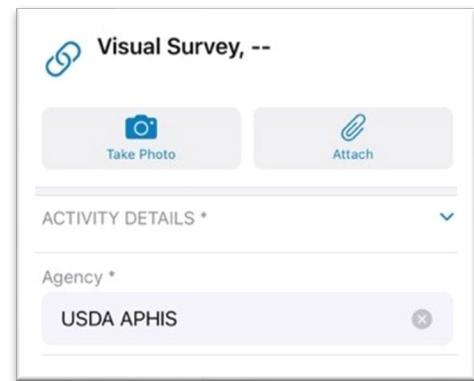 Visual Survey, --
Take Photo
Attach
ACTIVITY DETAILS *
Agency *
USDA APHIS